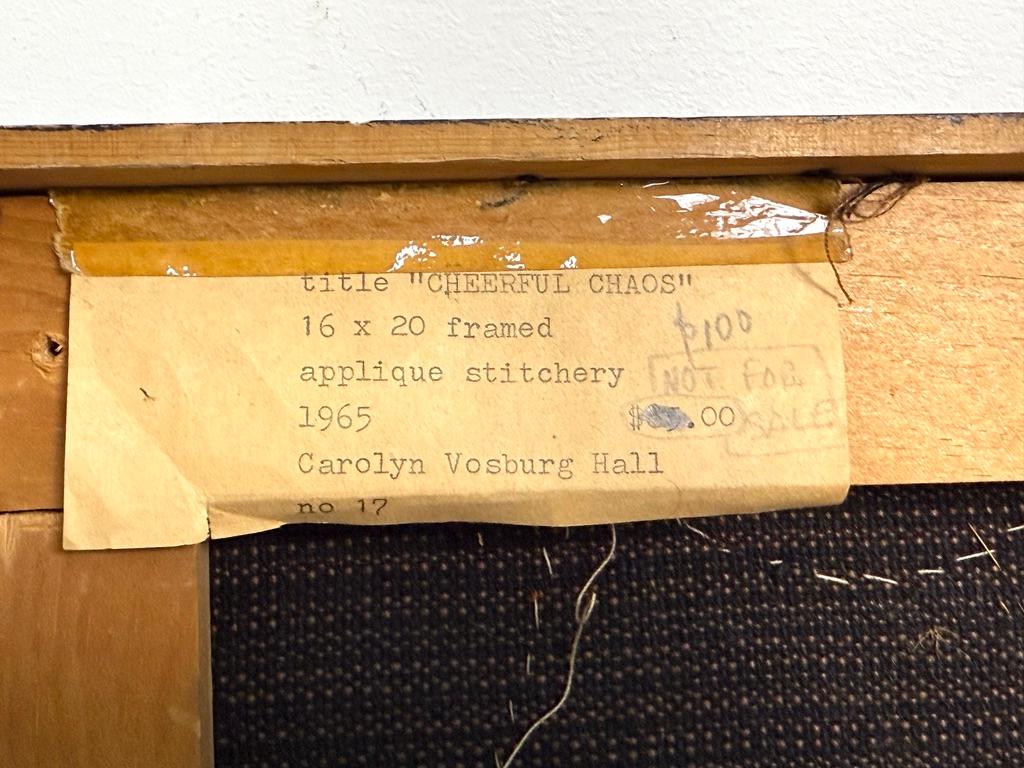 title "CHEERFUL CHAOS"
16 x 20 framed
$100
applique stitchery
NOT FOR
1965
$ .00
SALE
Carolyn Vosburg Hall
no 17